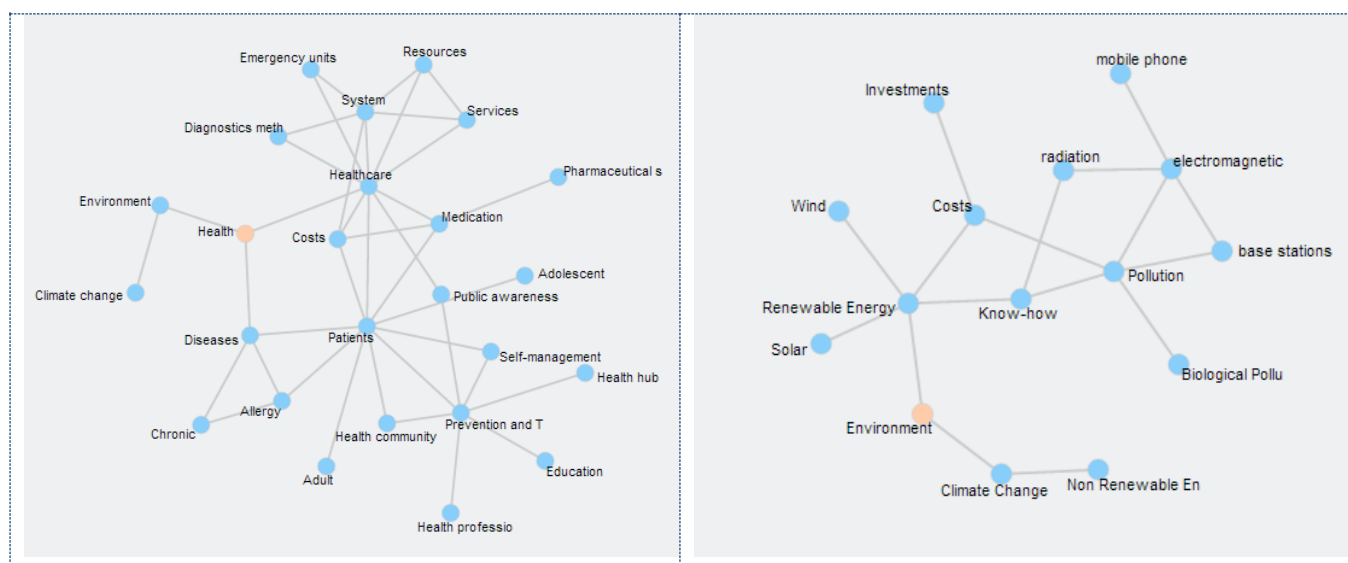 Emergency units
Resources
System
Services
Diagnostics meth
Healthcare
Pharmaceutical s
Environment
Medication
Health
Costs
Adolescent
Climate change
Public awareness
Diseases
Patients
Self-management
Health hub
Allergy
Chronic
Health community
Prevention and T
Adult
Education
Health professio
mobile phone
Investments
radiation
electromagnetic
Wind
Costs
base stations
Pollution
Renewable Energy
Know-how
Solar
Biological Pollu
Environment
Climate Change
Non Renewable En